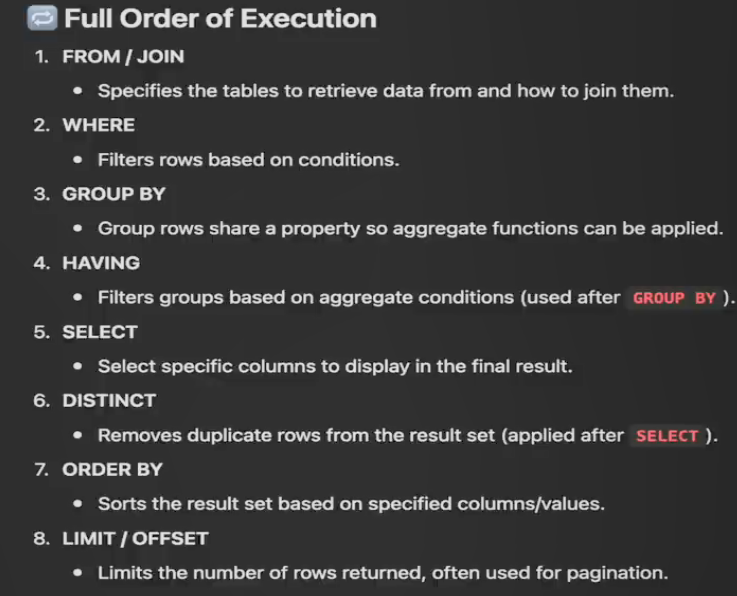 Full Order of Execution
1. FROM / JOIN
• Specifies the tables to retrieve data from and how to join them.
2. WHERE
• Filters rows based on conditions.
3. GROUP BY
• Group rows share a property so aggregate functions can be applied.
4. HAVING
• Filters groups based on aggregate conditions (used after GROUP BY ).
5. SELECT
• Select specific columns to display in the final result.
6. DISTINCT
• Removes duplicate rows from the result set (applied after SELECT ).
7. ORDER BY
• Sorts the result set based on specified columns/values.
8. LIMIT / OFFSET
• Limits the number of rows returned, often used for pagination.